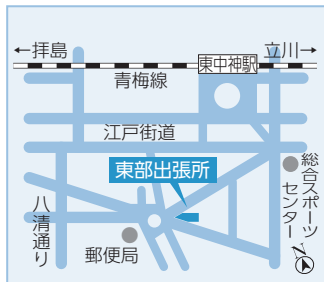 ←拝島
立川→
東中神駅
青梅線
江戸街道
東部出張所
総合スポーツ
センター
八清通り
郵便局
N